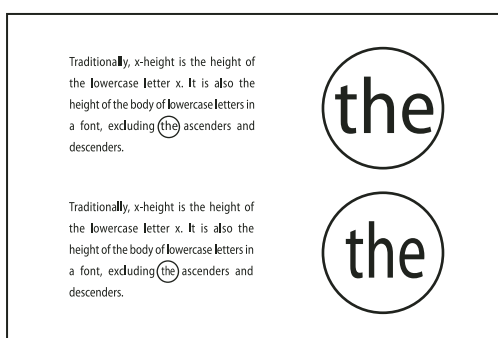 Traditionally, x-height is the height of
the lowercase letter x. It is also the
height of the body of lowercase letters in
a font, excluding the ascenders and
descenders.
the
Traditionally, x-height is the height of
the lowercase letter x. It is also the
height of the body of lowercase letters in
a font, excluding the ascenders and
descenders.
the